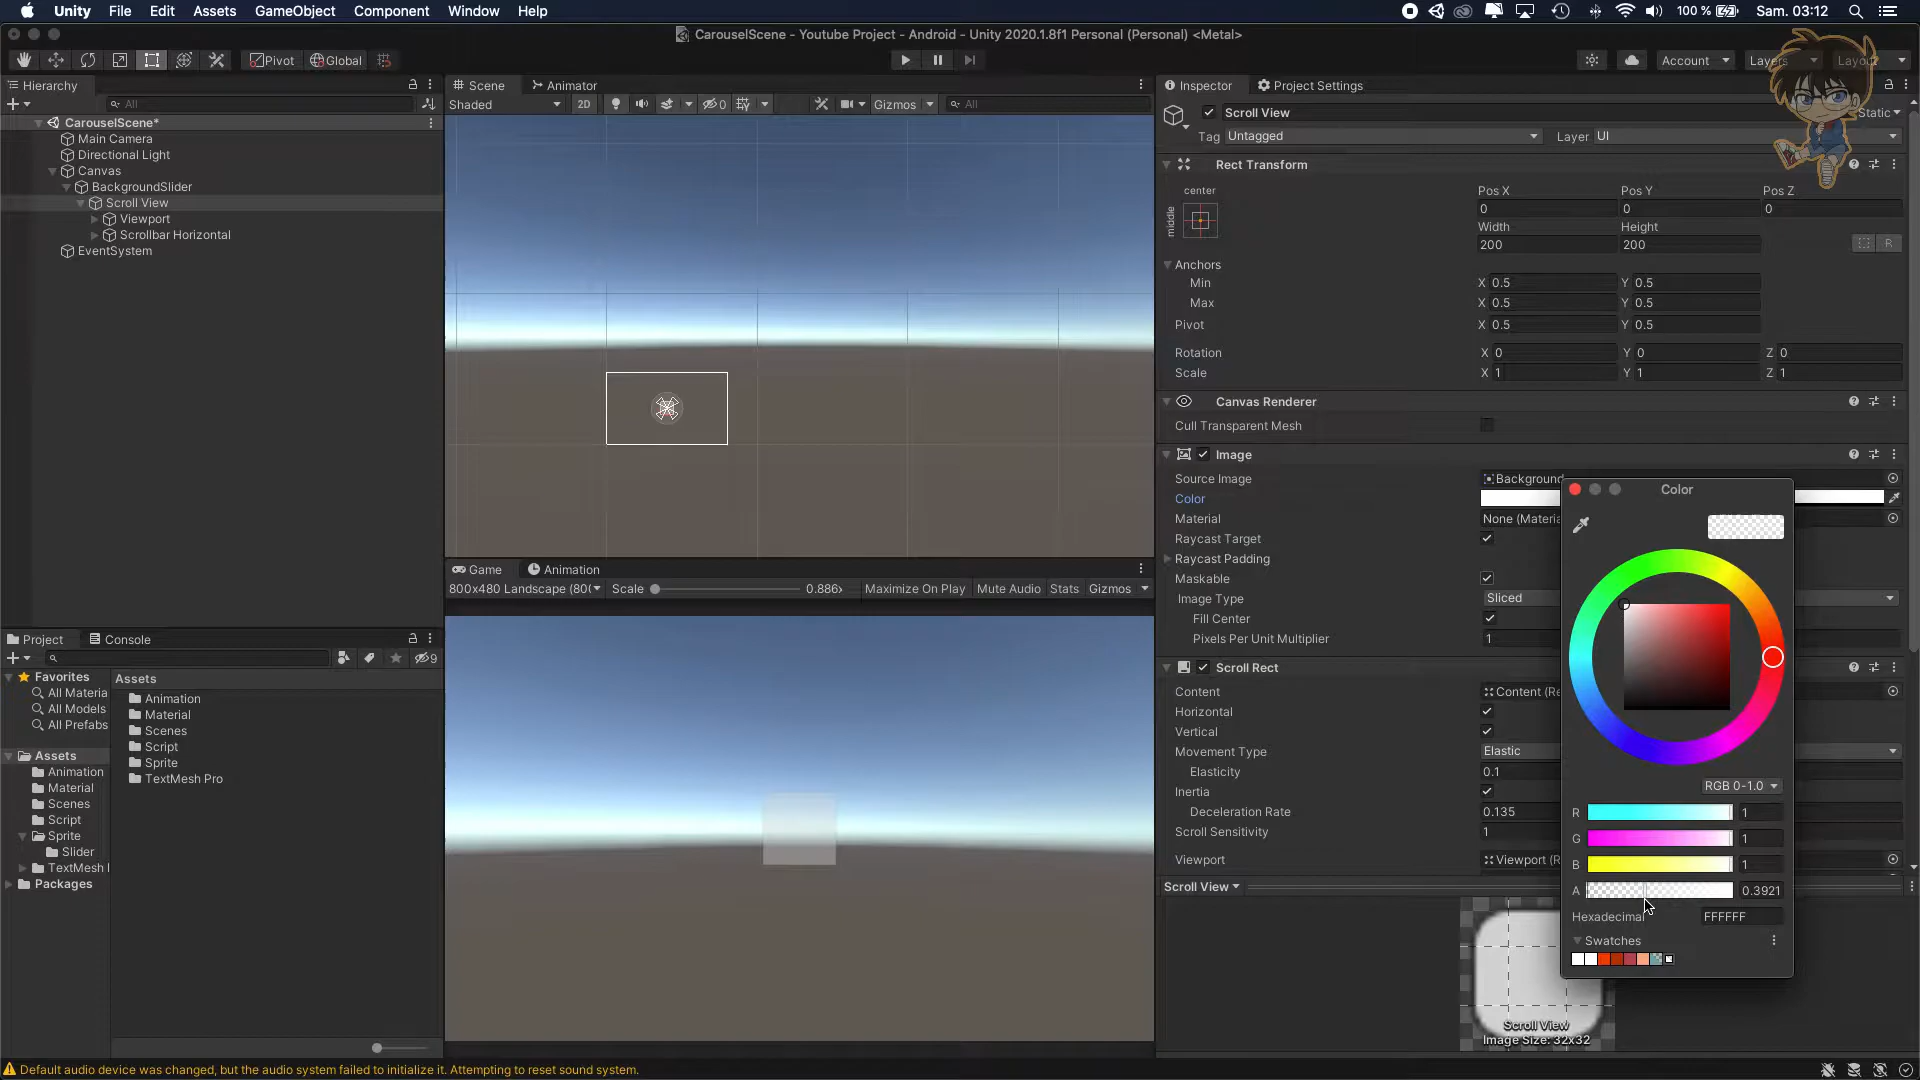 Unity File Edit Assets GameObject Component Window Help
100 % Sam. 03:12
CarouselScene - Youtube Project - Android - Unity 2020.1.8f1 Personal (Personal) <Metal>
Pivot Global
Account Layers Layout
Hierarchy
All
CarouselScene*
Main Camera
Directional Light
Canvas
BackgroundSlider
Scroll View
Viewport
Scrollbar Horizontal
EventSystem
Scene Animator
Shaded 2D 0 Gizmos All
Game Animation
800x480 Landscape (80( Scale 0.886x Maximize On Play Mute Audio Stats Gizmos
Project Console
9
Favorites
All Materia
All Models
All Prefabs
Assets
Animation
Material
Scenes
Script
Sprite
Slider
TextMesh
Packages
Assets
Animation
Material
Scenes
Script
Sprite
TextMesh Pro
Inspector Project Settings
Scroll View Static
Tag Untagged Layer UI
Rect Transform
center
middle
Pos X Pos Y Pos Z
0 0 0
Width Height
200 200
R
Anchors
Min X 0.5 Y 0.5
Max X 0.5 Y 0.5
Pivot X 0.5 Y 0.5
Rotation X 0 Y 0 Z 0
Scale X 1 Y 1 Z 1
Canvas Renderer
Cull Transparent Mesh
Image
Source Image Background
Color
Material None (Materia
Raycast Target
Raycast Padding
Maskable
Image Type Sliced
Fill Center
Pixels Per Unit Multiplier 1
Scroll Rect
Content Content (Re
Horizontal
Vertical
Movement Type Elastic
Elasticity 0.1
Inertia
Deceleration Rate 0.135
Scroll Sensitivity 1
Viewport Viewport (R
Scroll View
Scroll View
Image Size: 32x32
Color
RGB 0-1.0
R 1
G 1
B 1
A 0.3921
Hexadecimal FFFFFF
Swatches
Default audio device was changed, but the audio system failed to initialize it. Attempting to reset sound system.